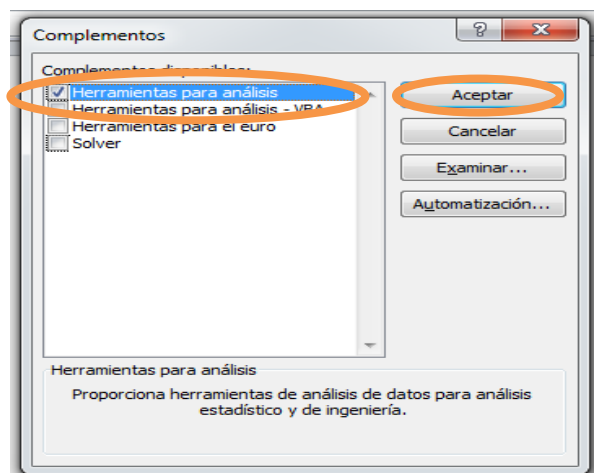 Complementos
Complementos disponibles:
Herramientas para análisis
Herramientas para análisis - VBA
Herramientas para el euro
Solver
Aceptar
Cancelar
Examinar...
Automatización...
Herramientas para análisis
Proporciona herramientas de análisis de datos para análisis
estadístico y de ingeniería.